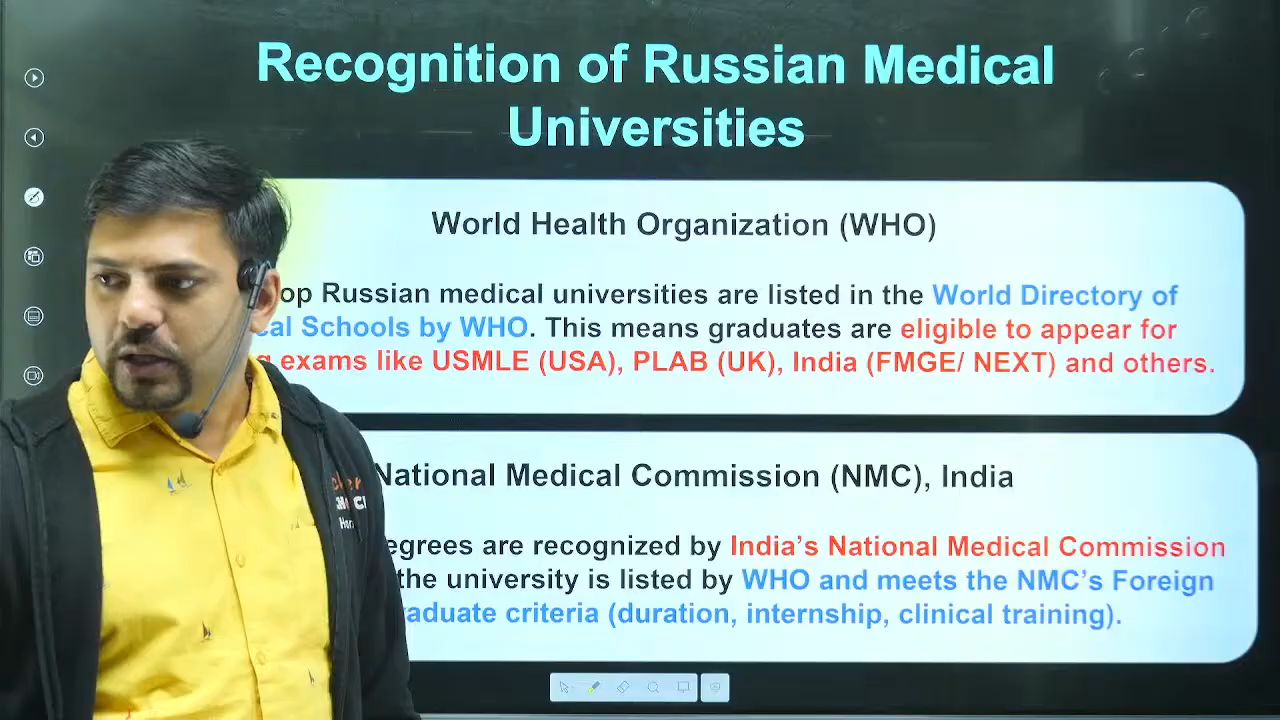 Recognition of Russian Medical
Universities
World Health Organization (WHO)
op Russian medical universities are listed in the World Directory of
cal Schools by WHO. This means graduates are eligible to appear for
g exams like USMLE (USA), PLAB (UK), India (FMGE/ NEXT) and others.
National Medical Commission (NMC), India
egrees are recognized by India's National Medical Commission
the university is listed by WHO and meets the NMC's Foreign
raduate criteria (duration, internship, clinical training).